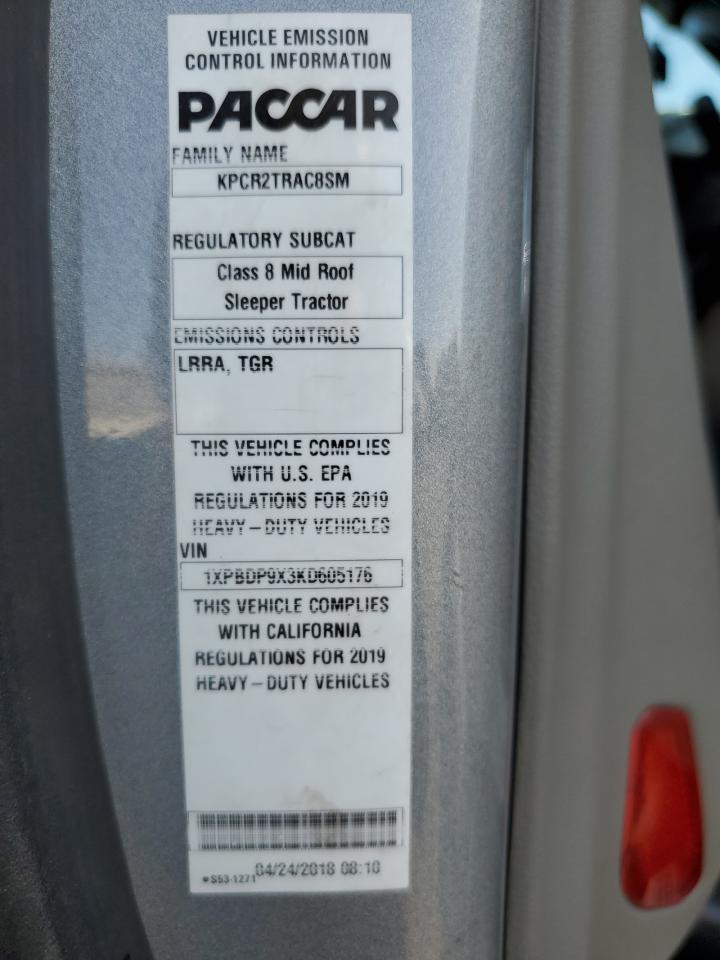 VEHICLE EMISSION
CONTROL INFORMATION
PACCAR
FAMILY NAME
KPCR2TRAC8SM
REGULATORY SUBCAT
Class 8 Mid Roof
Sleeper Tractor
EMISSIONS CONTROLS
LRRA, TGR
THIS VEHICLE COMPLIES
WITH U.S. EPA
REGULATIONS FOR 2019
HEAVY-DUTY VEHICLES
VIN
1XPBDP9X3KD605176
THIS VEHICLE COMPLIES
WITH CALIFORNIA
REGULATIONS FOR 2019
HEAVY-DUTY VEHICLES
S53-1271 04/24/2018 08:10